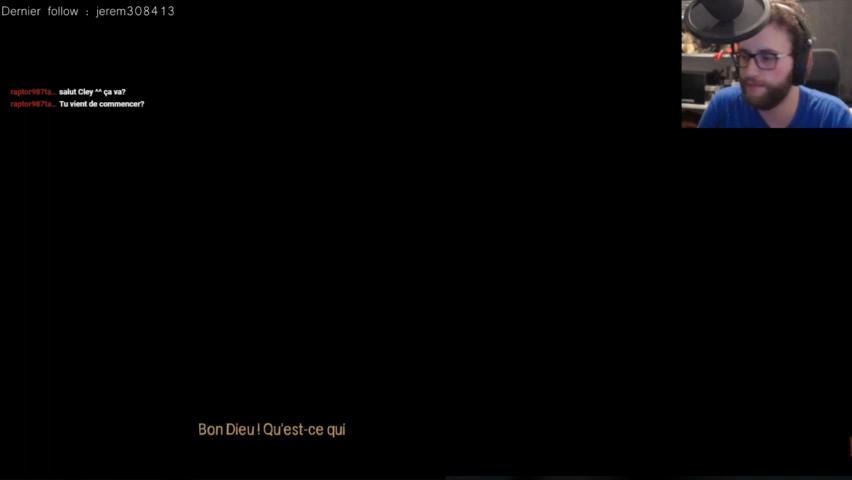 Dernier follow : jerem308413
raptor987ta... salut Cley ^^ ça va?
raptor987ta... Tu vient de commencer?
Bon Dieu ! Qu'est-ce qui